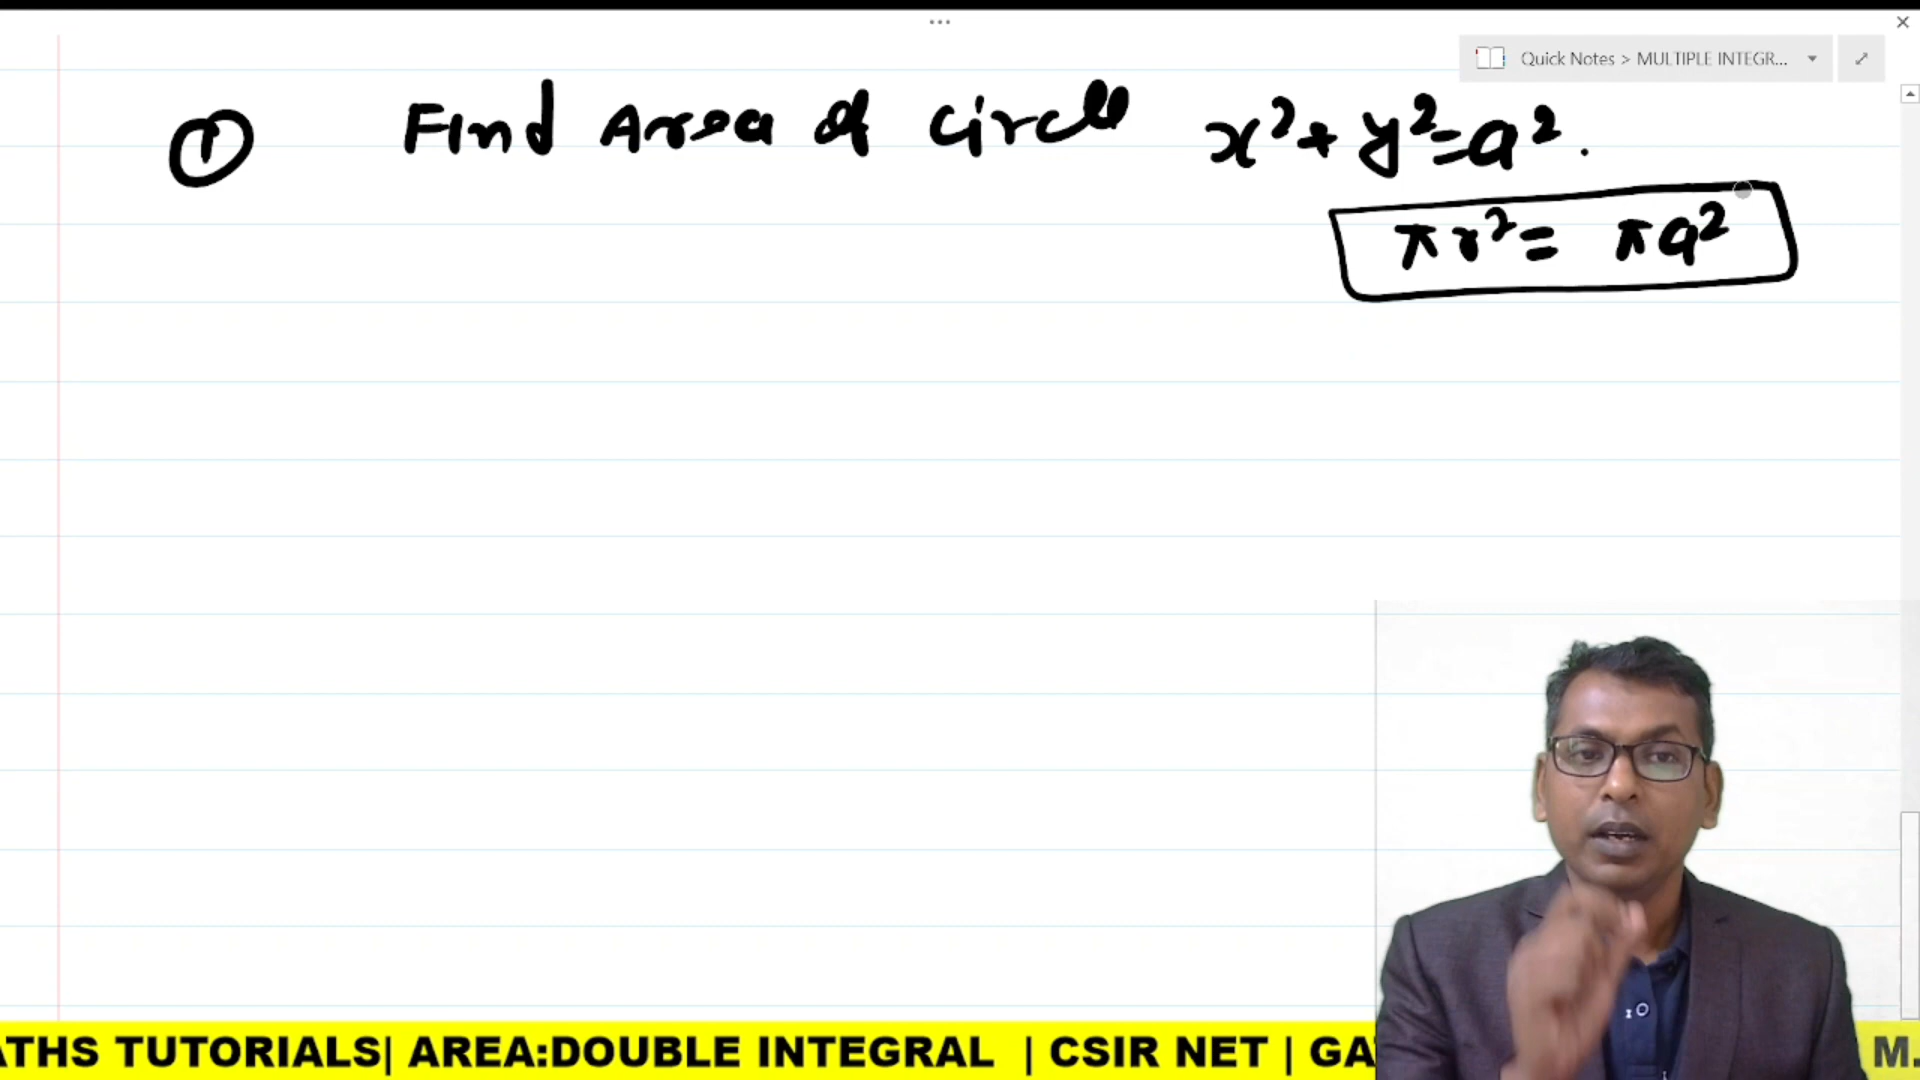 Quick Notes > MULTIPLE INTEGR...
① Find Area of circle x²+y²=a².
πr²= πa²
ATHS TUTORIALS| AREA:DOUBLE INTEGRAL | CSIR NET | GA M.